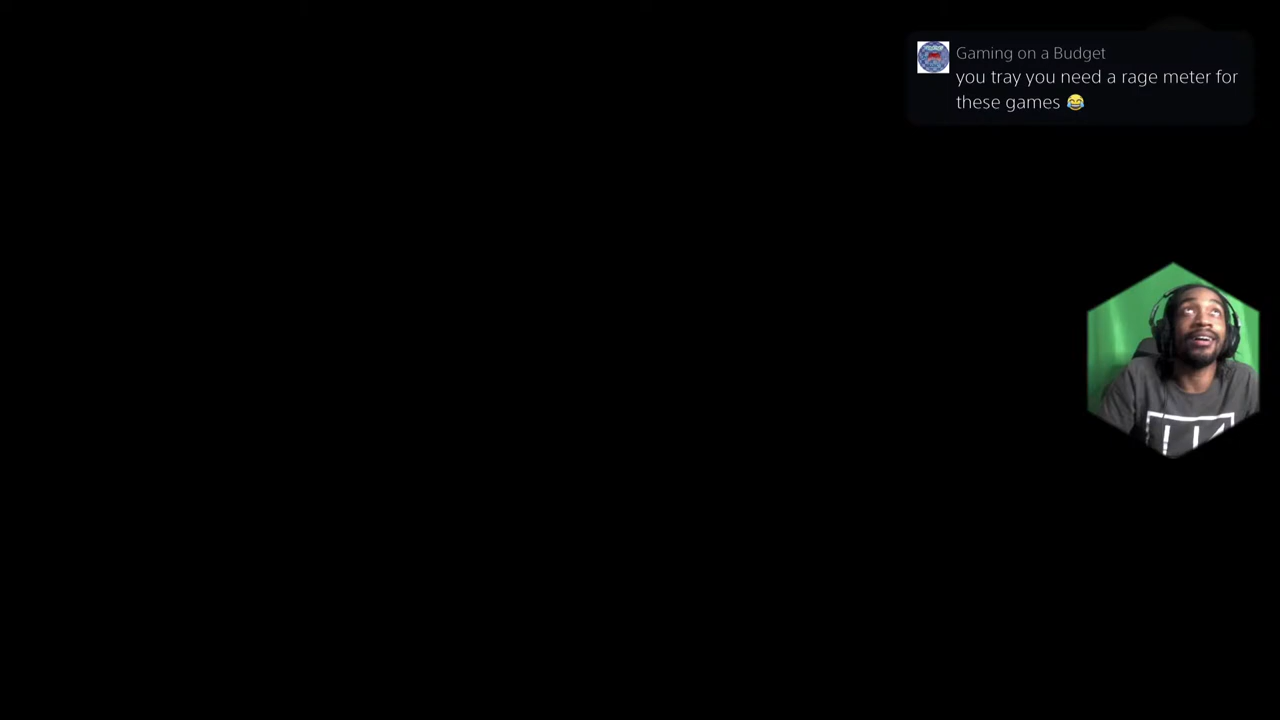 Gaming on a Budget
you tray you need a rage meter for
these games 😂